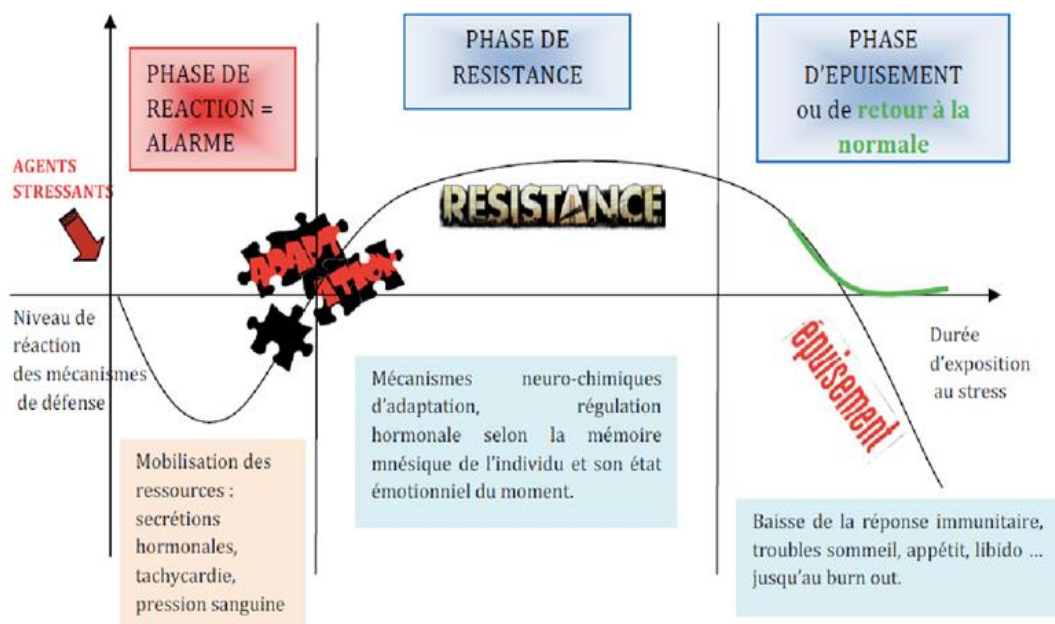 PHASE DE
REACTION =
ALARME
PHASE DE
RESISTANCE
PHASE
D'EPUISEMENT
ou de retour à la
normale
AGENTS
STRESSANTS
ADAPT
ATION
RESISTANCE
Niveau de
réaction
des mécanismes
de défense
épuisement
Durée
d'exposition
au stress
Mobilisation des
ressources :
secrétions
hormonales,
tachycardie,
pression sanguine
Mécanismes neuro-chimiques
d'adaptation, régulation
hormonale selon la mémoire
mnésique de l'individu et son état
émotionnel du moment.
Baisse de la réponse immunitaire,
troubles sommeil, appétit, libido ...
jusqu'au burn out.